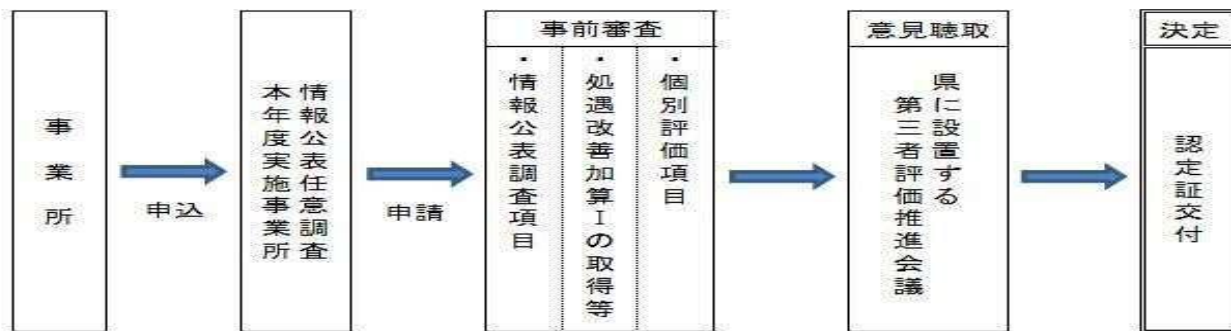 事業所
申込
情報公表任意調査
本年度実施事業所
申請
事前審査
・情報公表調査項目
・処遇改善加算Ⅰの取得等
・個別評価項目
意見聴取
県に設置する
第三者評価推進会議
決定
認定証交付